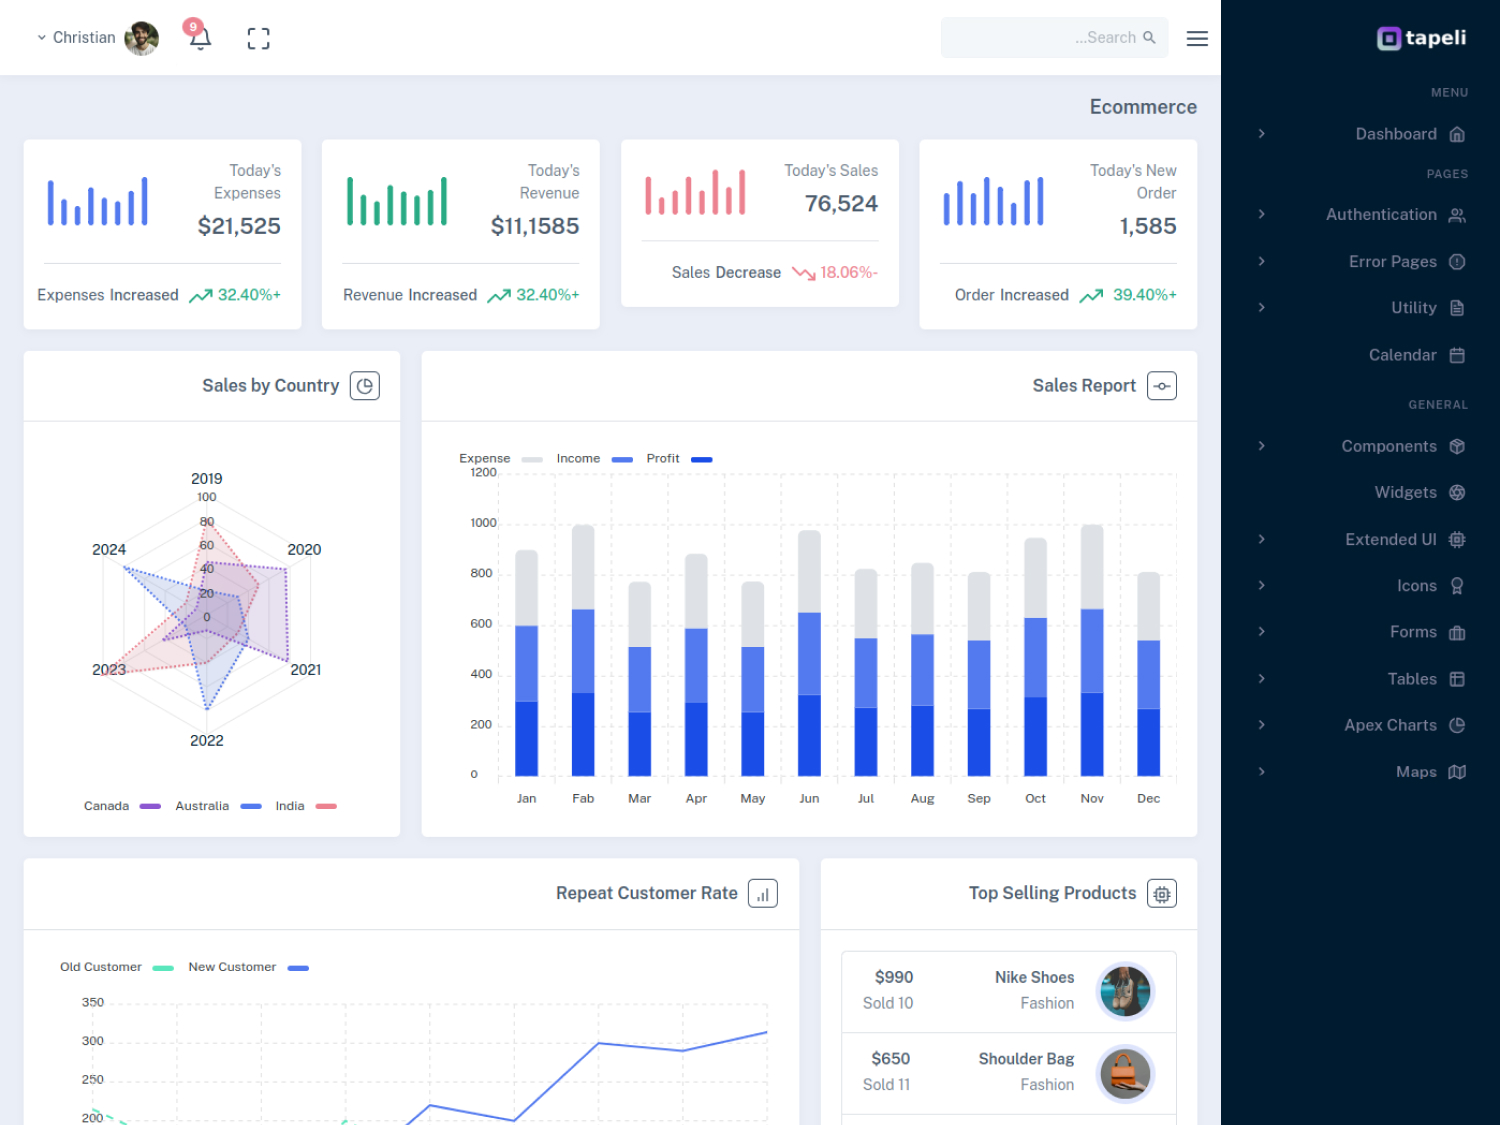 Christian
9
Search...
tapeli
MENU
Dashboard
PAGES
Authentication
Error Pages
Utility
Calendar
GENERAL
Components
Widgets
Extended UI
Icons
Forms
Tables
Apex Charts
Maps
Ecommerce
Today's
Expenses
$21,525
Expenses Increased 32.40%+
Today's
Revenue
$11,1585
Revenue Increased 32.40%+
Today's Sales
76,524
Sales Decrease 18.06%-
Today's New
Order
1,585
Order Increased 39.40%+
Sales by Country
2019
100
80
60
40
20
0
2020
2021
2022
2023
2024
Canada Australia India
Sales Report
Expense Income Profit
1200
1000
800
600
400
200
0
Jan Fab Mar Apr May Jun Jul Aug Sep Oct Nov Dec
Repeat Customer Rate
Old Customer New Customer
350
300
250
200
Top Selling Products
$990 Nike Shoes
Sold 10 Fashion
$650 Shoulder Bag
Sold 11 Fashion